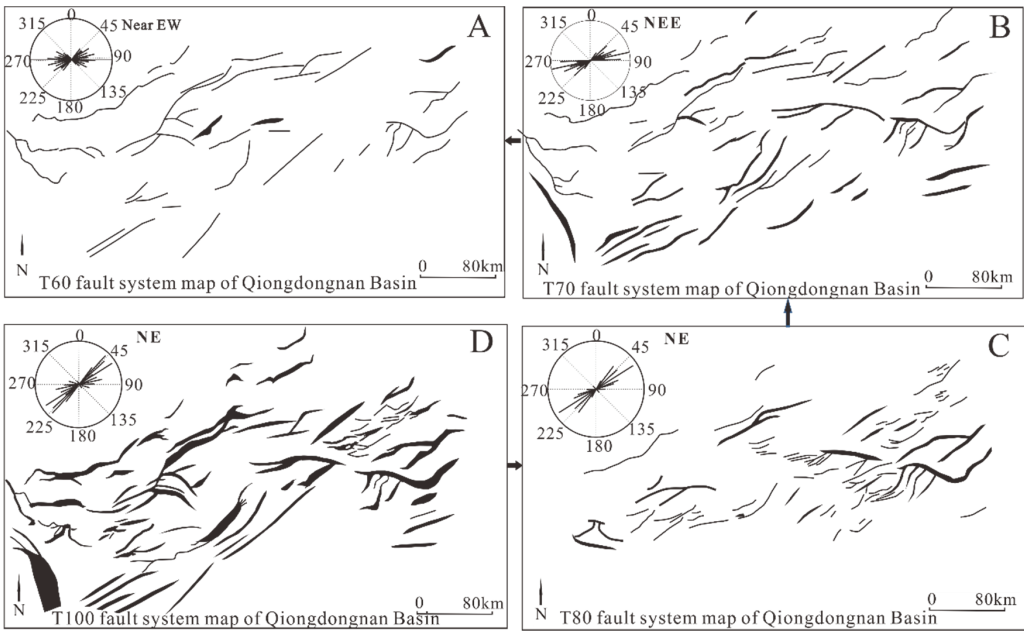 0
315
45
Near EW
A
270
90
225
135
180
N
T60 fault system map of Qiongdongnan Basin
0 80km
0
315
45
NEE
B
270
90
225
135
180
N
T70 fault system map of Qiongdongnan Basin
0 80km
0
315
45
NE
D
270
90
225
135
180
N
T100 fault system map of Qiongdongnan Basin
0 80km
0
315
45
NE
C
270
90
225
135
180
N
T80 fault system map of Qiongdongnan Basin
0 80km